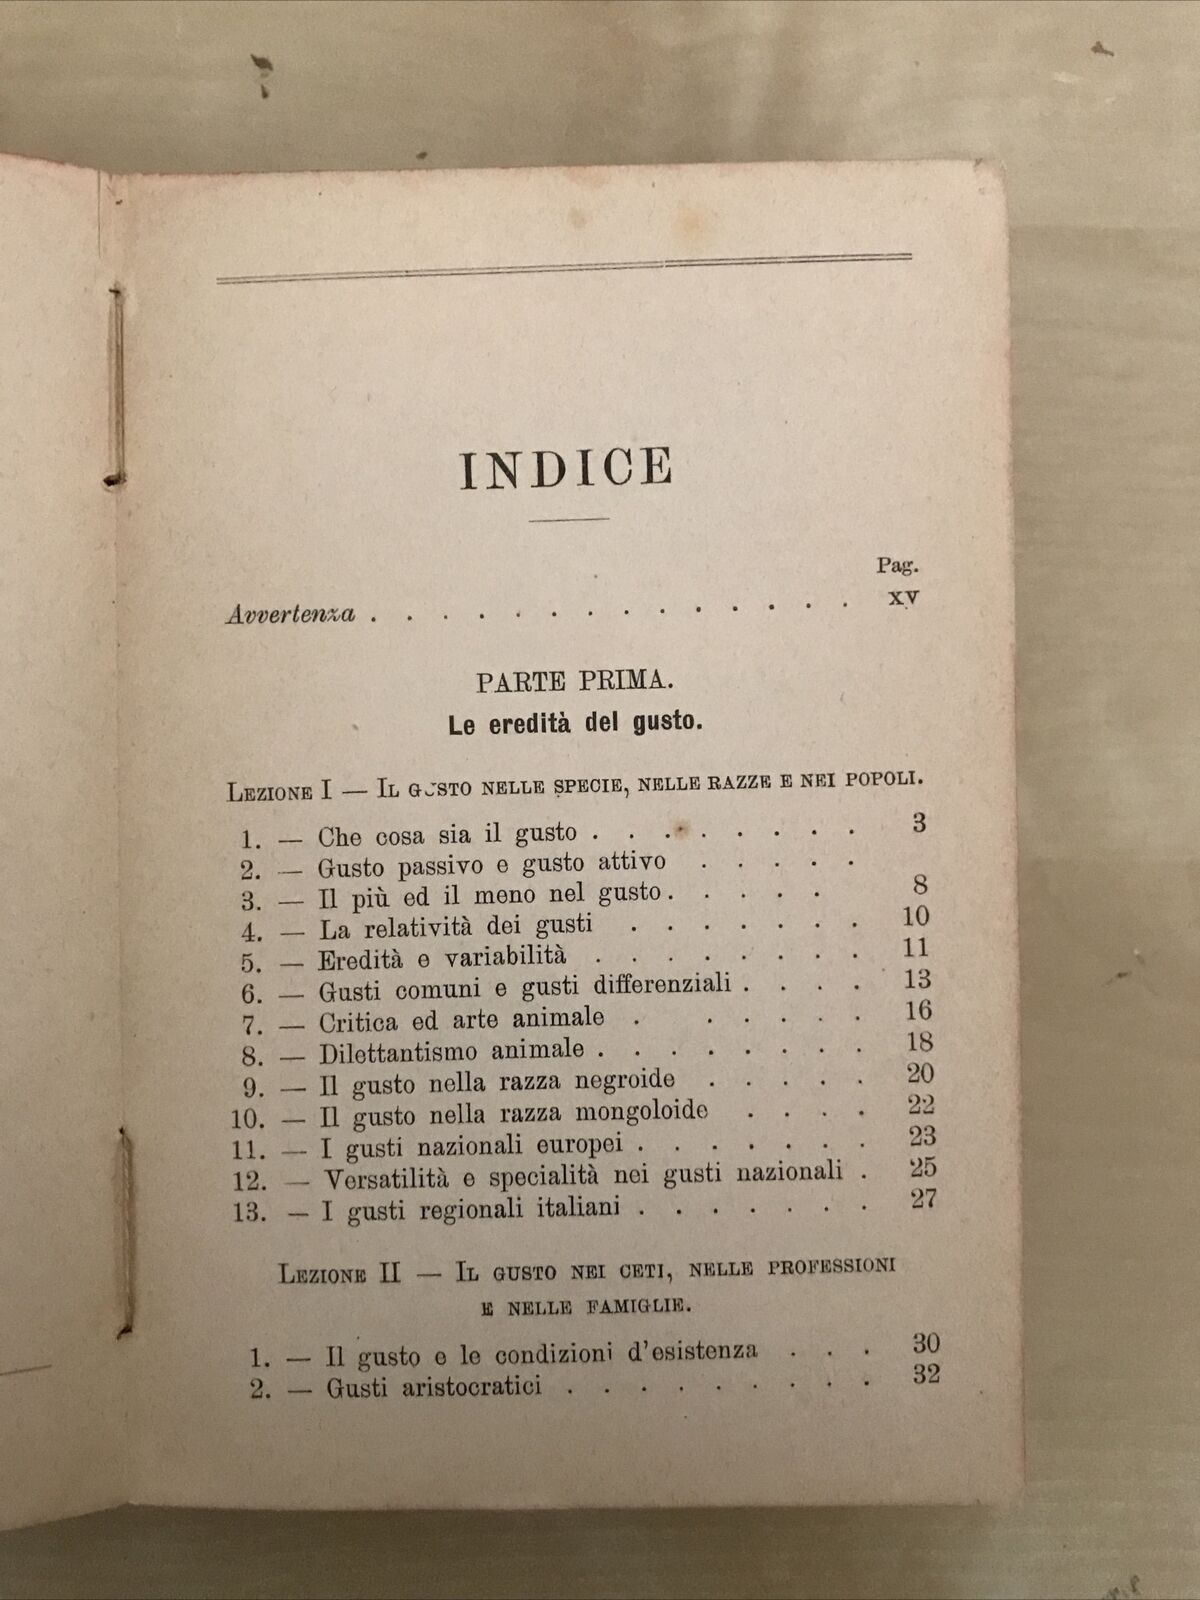 INDICE
Pag.
Avvertenza . . . . . . . . . . . . . . XV
PARTE PRIMA.
Le eredità del gusto.
LEZIONE I — IL GUSTO NELLE SPECIE, NELLE RAZZE E NEI POPOLI.
1. — Che cosa sia il gusto . . . . . . . . 3
2. — Gusto passivo e gusto attivo . . . . .
3. — Il più ed il meno nel gusto . . . . . 8
4. — La relatività dei gusti . . . . . . . 10
5. — Eredità e variabilità . . . . . . . . 11
6. — Gusti comuni e gusti differenziali . . . . 13
7. — Critica ed arte animale . . . . . . 16
8. — Dilettantismo animale . . . . . . . . 18
9. — Il gusto nella razza negroide . . . . . 20
10. — Il gusto nella razza mongoloide . . . . 22
11. — I gusti nazionali europei . . . . . . . 23
12. — Versatilità e specialità nei gusti nazionali . 25
13. — I gusti regionali italiani . . . . . . . 27
LEZIONE II — IL GUSTO NEI CETI, NELLE PROFESSIONI
E NELLE FAMIGLIE.
1. — Il gusto e le condizioni d'esistenza . . . 30
2. — Gusti aristocratici . . . . . . . . . 32